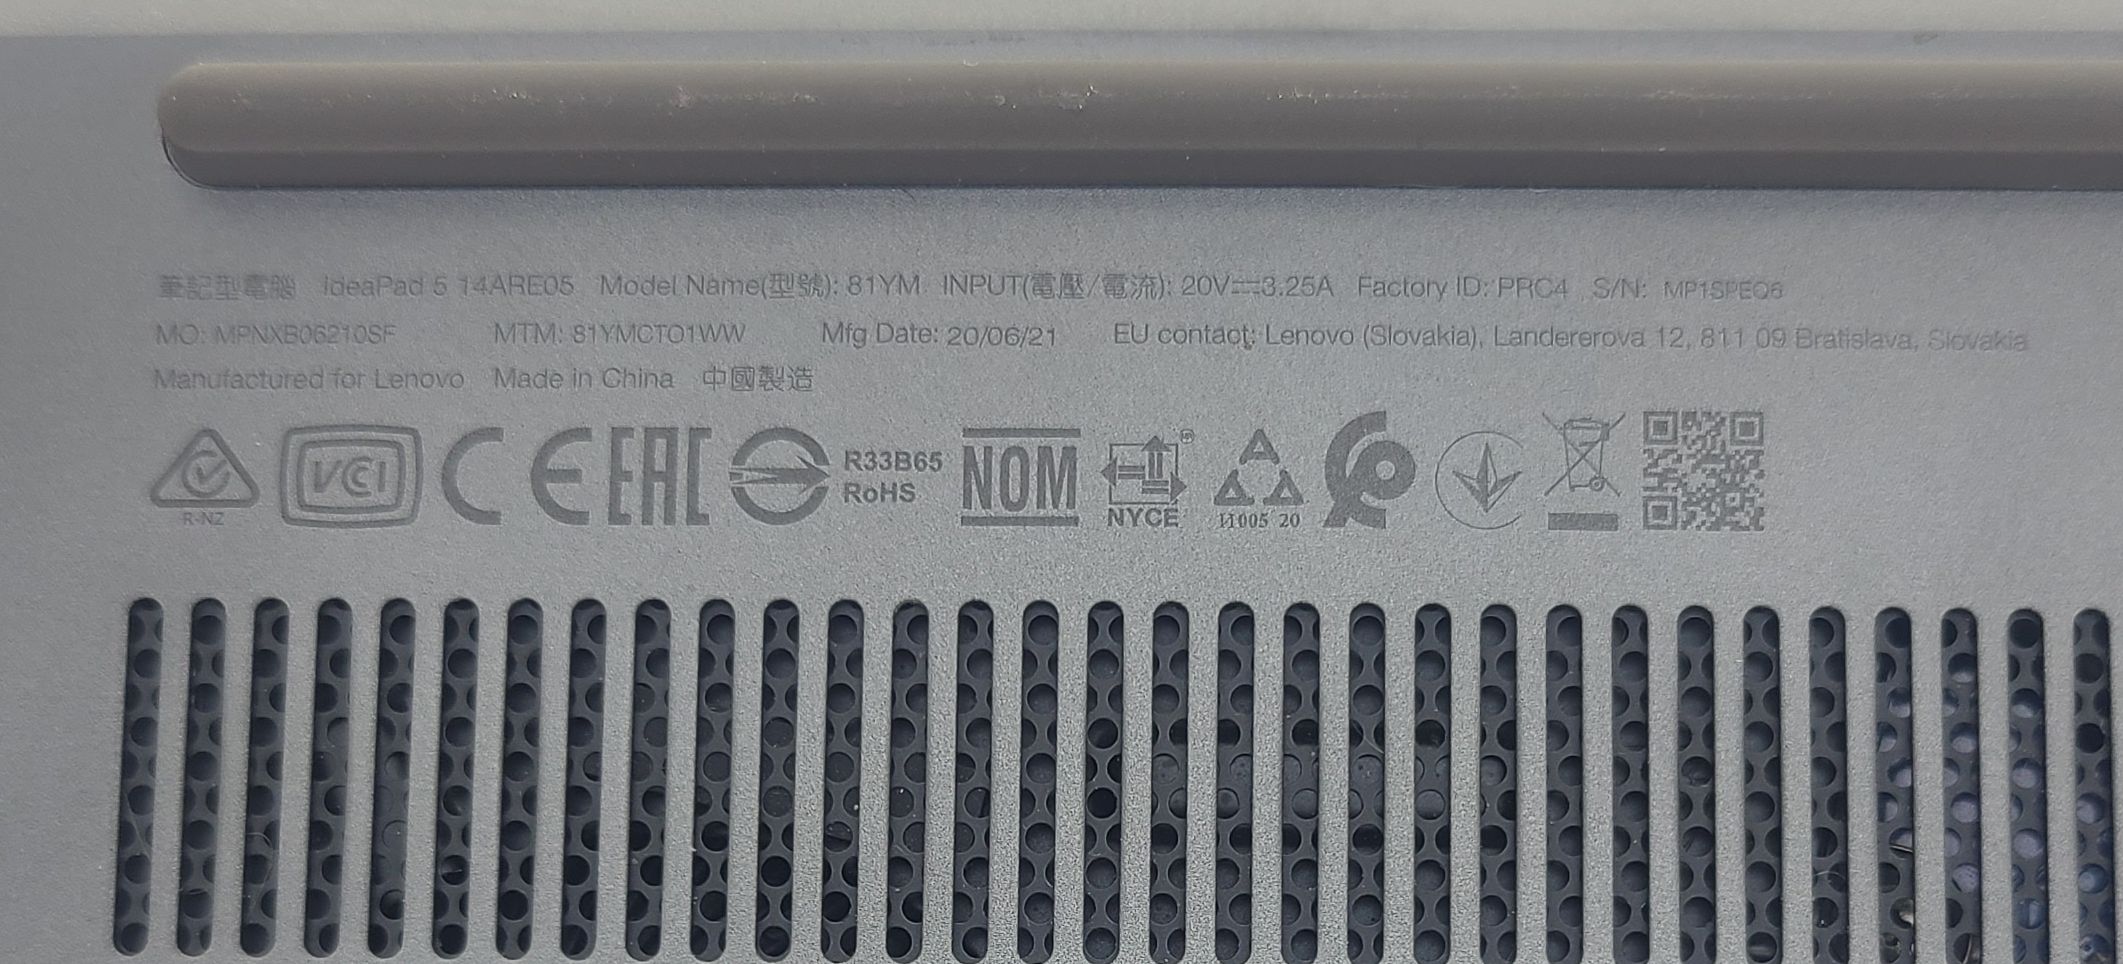 筆記型電腦 IdeaPad 5 14ARE05 Model Name(型號): 81YM INPUT(電壓/電流): 20V⎓3.25A Factory ID: PRC4 S/N: MP1SPEQ6
MO: MPNXB06210SF MTM: 81YMCTO1WW Mfg Date: 20/06/21 EU contact: Lenovo (Slovakia), Landererova 12, 811 09 Bratislava, Slovakia
Manufactured for Lenovo Made in China 中國製造
R-NZ VCCI CE EAC R33B65 RoHS NOM NYCE 11005 20